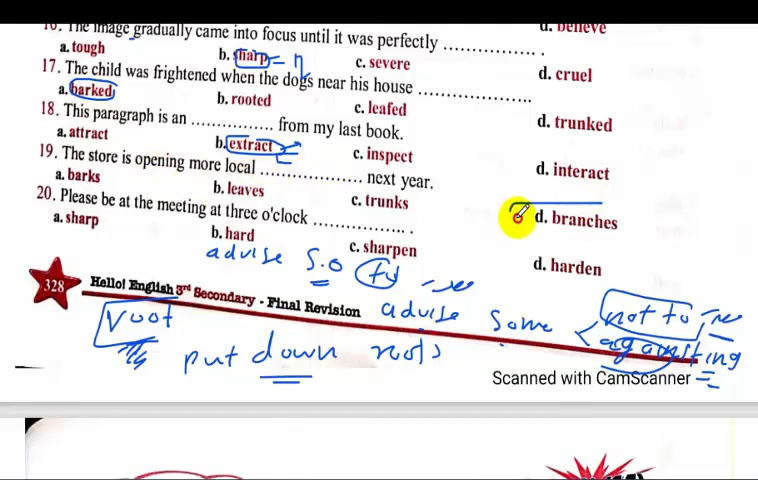 d. believe
16. The image gradually came into focus until it was perfectly ................ .
a. tough b. sharp = c. severe d. cruel
17. The child was frightened when the dogs near his house ......................
a. barked b. rooted c. leafed d. trunked
18. This paragraph is an ................ from my last book.
a. attract b. extract c. inspect d. interact
19. The store is opening more local .................... next year.
a. barks b. leaves c. trunks d. branches
20. Please be at the meeting at three o'clock .................. .
a. sharp b. hard c. sharpen d. harden
advise s.o
328 Hello! English 3rd Secondary - Final Revision
advise some not to
root against ing
put down roots
Scanned with CamScanner